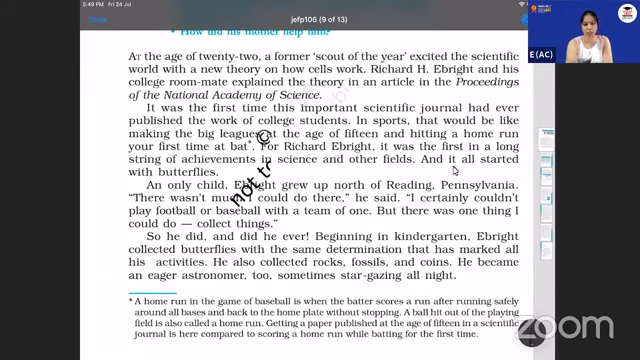 5:49 PM Fri 24 Jul
Close
jefp106 (9 of 13)
• How did his mother help him?
AT the age of twenty-two, a former ‘scout of the year’ excited the scientific
world with a new theory on how cells work. Richard H. Ebright and his
college room-mate explained the theory in an article in the Proceedings
of the National Academy of Science.
It was the first time this important scientific journal had ever
published the work of college students. In sports, that would be like
making the big leagues at the age of fifteen and hitting a home run
your first time at bat*. For Richard Ebright, it was the first in a long
string of achievements in science and other fields. And it all started
with butterflies.
An only child, Ebright grew up north of Reading, Pennsylvania.
“There wasn’t much I could do there,” he said. “I certainly couldn’t
play football or baseball with a team of one. But there was one thing I
could do — collect things.”
So he did, and did he ever! Beginning in kindergarten, Ebright
collected butterflies with the same determination that has marked all
his activities. He also collected rocks, fossils, and coins. He became
an eager astronomer, too, sometimes star-gazing all night.
* A home run in the game of baseball is when the batter scores a run after running safely
around all bases and back to the home plate without stopping. A ball hit out of the playing
field is also called a home run. Getting a paper published at the age of fifteen in a scientific
journal is here compared to scoring a home run while batting for the first time.
©
not
E (AC)
zoom